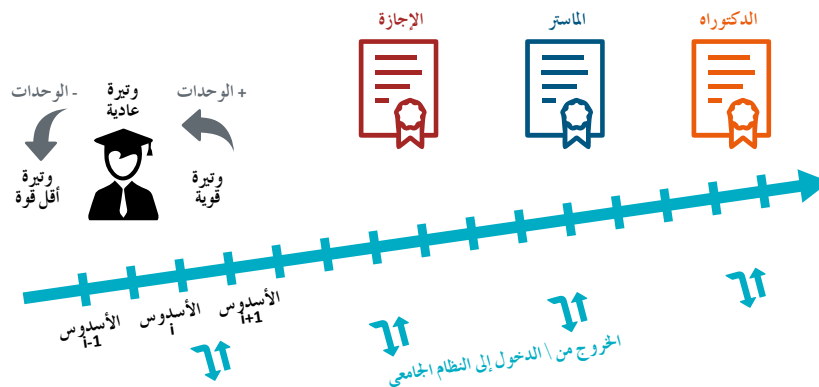 الدكتوراه
الماستر
الإجازة
+ الوحدات
وتيرة
عادية
- الوحدات
وتيرة
قوية
وتيرة
أقل قوة
الأسدوس
i-1
الأسدوس
i
الأسدوس
i+1
الخروج من \ الدخول إلى النظام الجامعي